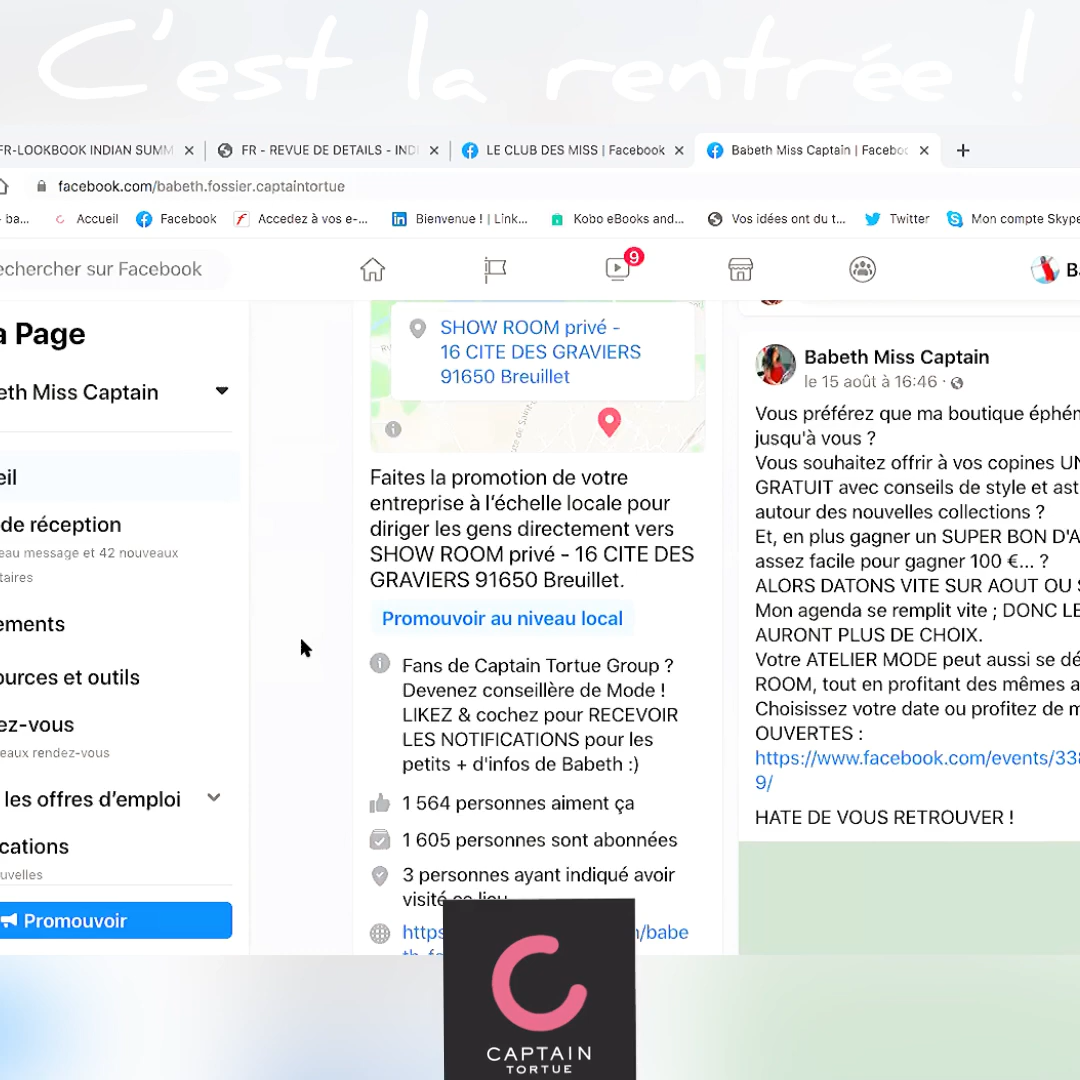 C'est la rentrée !
FR-LOOKBOOK INDIAN SUMM
FR - REVUE DE DETAILS - INDI
LE CLUB DES MISS | Facebook
Babeth Miss Captain | Faceboo
facebook.com/babeth.fossier.captaintortue
- ba...
Accueil
Facebook
Accedez à vos e-...
Bienvenue ! | Link...
Kobo eBooks and...
Vos idées ont du t...
Twitter
Mon compte Skype
echercher sur Facebook
9
Ba
a Page
eth Miss Captain
eil
de réception
eau message et 42 nouveaux
taires
ements
ources et outils
ez-vous
eaux rendez-vous
les offres d'emploi
cations
uvelles
Promouvoir
SHOW ROOM privé -
16 CITE DES GRAVIERS
91650 Breuillet
Faites la promotion de votre
entreprise à l'échelle locale pour
diriger les gens directement vers
SHOW ROOM privé - 16 CITE DES
GRAVIERS 91650 Breuillet.
Promouvoir au niveau local
Fans de Captain Tortue Group ?
Devenez conseillère de Mode !
LIKEZ & cochez pour RECEVOIR
LES NOTIFICATIONS pour les
petits + d'infos de Babeth :)
1 564 personnes aiment ça
1 605 personnes sont abonnées
3 personnes ayant indiqué avoir
visité ce lieu
https
/babe
Babeth Miss Captain
le 15 août à 16:46 ·
Vous préférez que ma boutique éphém
jusqu'à vous ?
Vous souhaitez offrir à vos copines UN
GRATUIT avec conseils de style et ast
autour des nouvelles collections ?
Et, en plus gagner un SUPER BON D'A
assez facile pour gagner 100 €... ?
ALORS DATONS VITE SUR AOUT OU S
Mon agenda se remplit vite ; DONC LE
AURONT PLUS DE CHOIX.
Votre ATELIER MODE peut aussi se dé
ROOM, tout en profitant des mêmes a
Choisissez votre date ou profitez de m
OUVERTES :
https://www.facebook.com/events/338
9/
HATE DE VOUS RETROUVER !
CAPTAIN
TORTUE